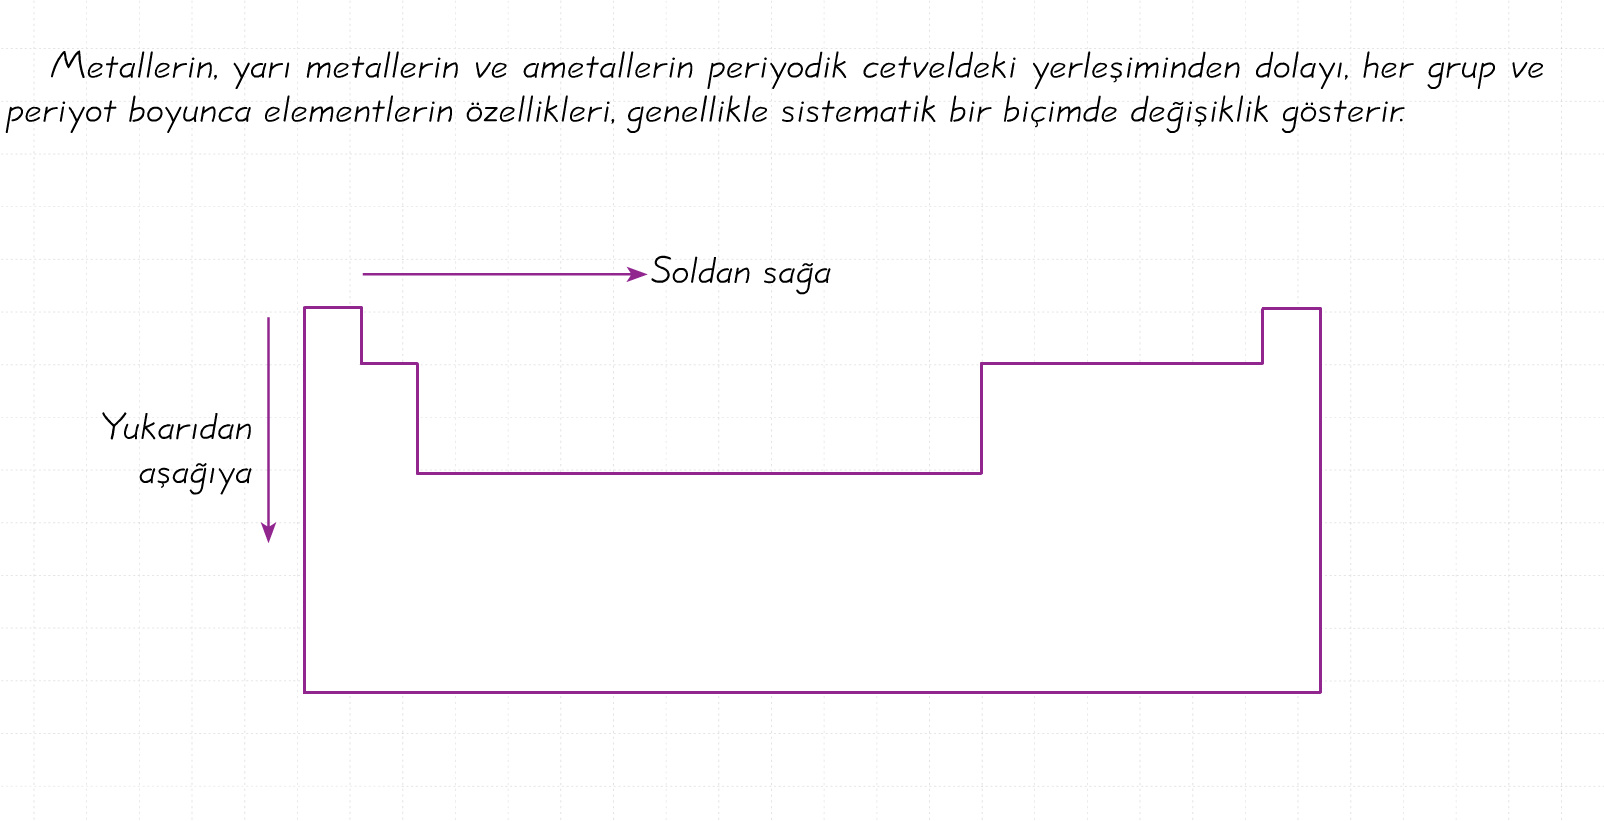 Metallerin, yarı metallerin ve ametallerin periyodik cetveldeki yerleşiminden dolayı, her grup ve
periyot boyunca elementlerin özellikleri, genellikle sistematik bir biçimde değişiklik gösterir.
Soldan sağa
Yukarıdan
aşağıya